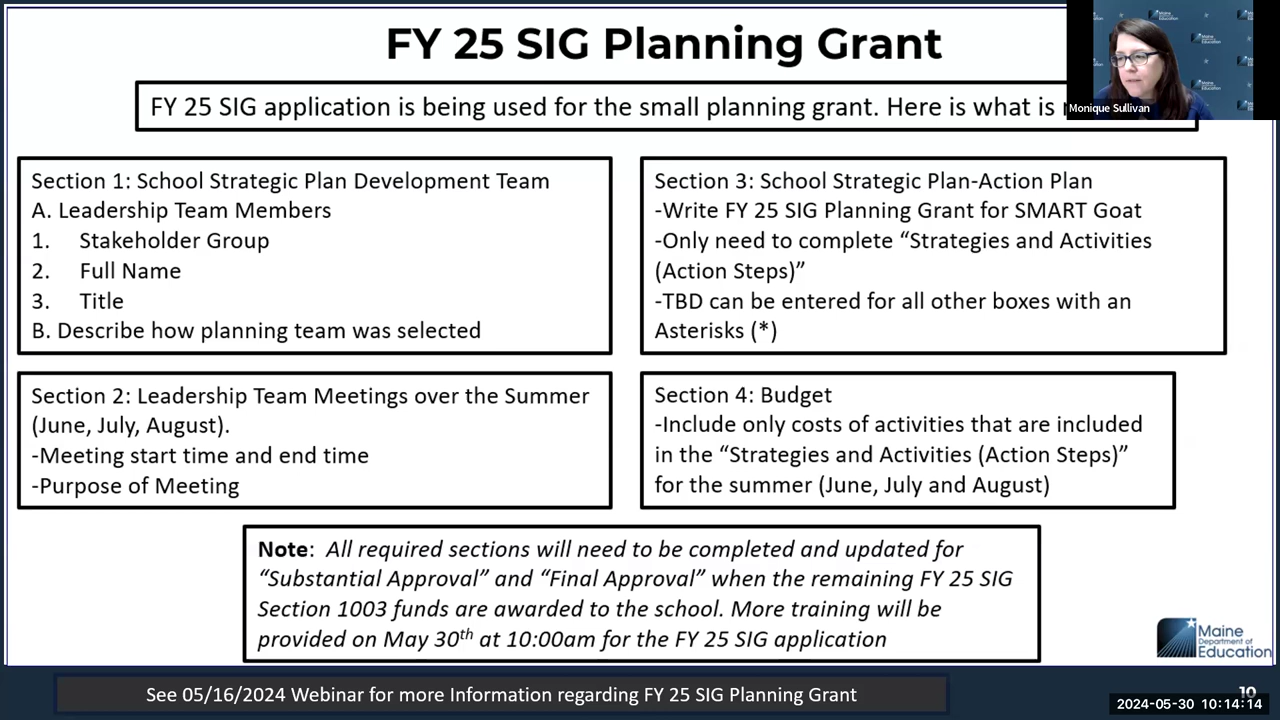 FY 25 SIG Planning Grant
FY 25 SIG application is being used for the small planning grant. Here is what is
Monique Sullivan
Section 1: School Strategic Plan Development Team
A. Leadership Team Members
1. Stakeholder Group
2. Full Name
3. Title
B. Describe how planning team was selected
Section 3: School Strategic Plan-Action Plan
-Write FY 25 SIG Planning Grant for SMART Goat
-Only need to complete “Strategies and Activities
(Action Steps)”
-TBD can be entered for all other boxes with an
Asterisks (*)
Section 2: Leadership Team Meetings over the Summer
(June, July, August).
-Meeting start time and end time
-Purpose of Meeting
Section 4: Budget
-Include only costs of activities that are included
in the “Strategies and Activities (Action Steps)”
for the summer (June, July and August)
Note: All required sections will need to be completed and updated for
“Substantial Approval” and “Final Approval” when the remaining FY 25 SIG
Section 1003 funds are awarded to the school. More training will be
provided on May 30th at 10:00am for the FY 25 SIG application
Maine
Department of
Education
See 05/16/2024 Webinar for more Information regarding FY 25 SIG Planning Grant
10
2024-05-30 10:14:14